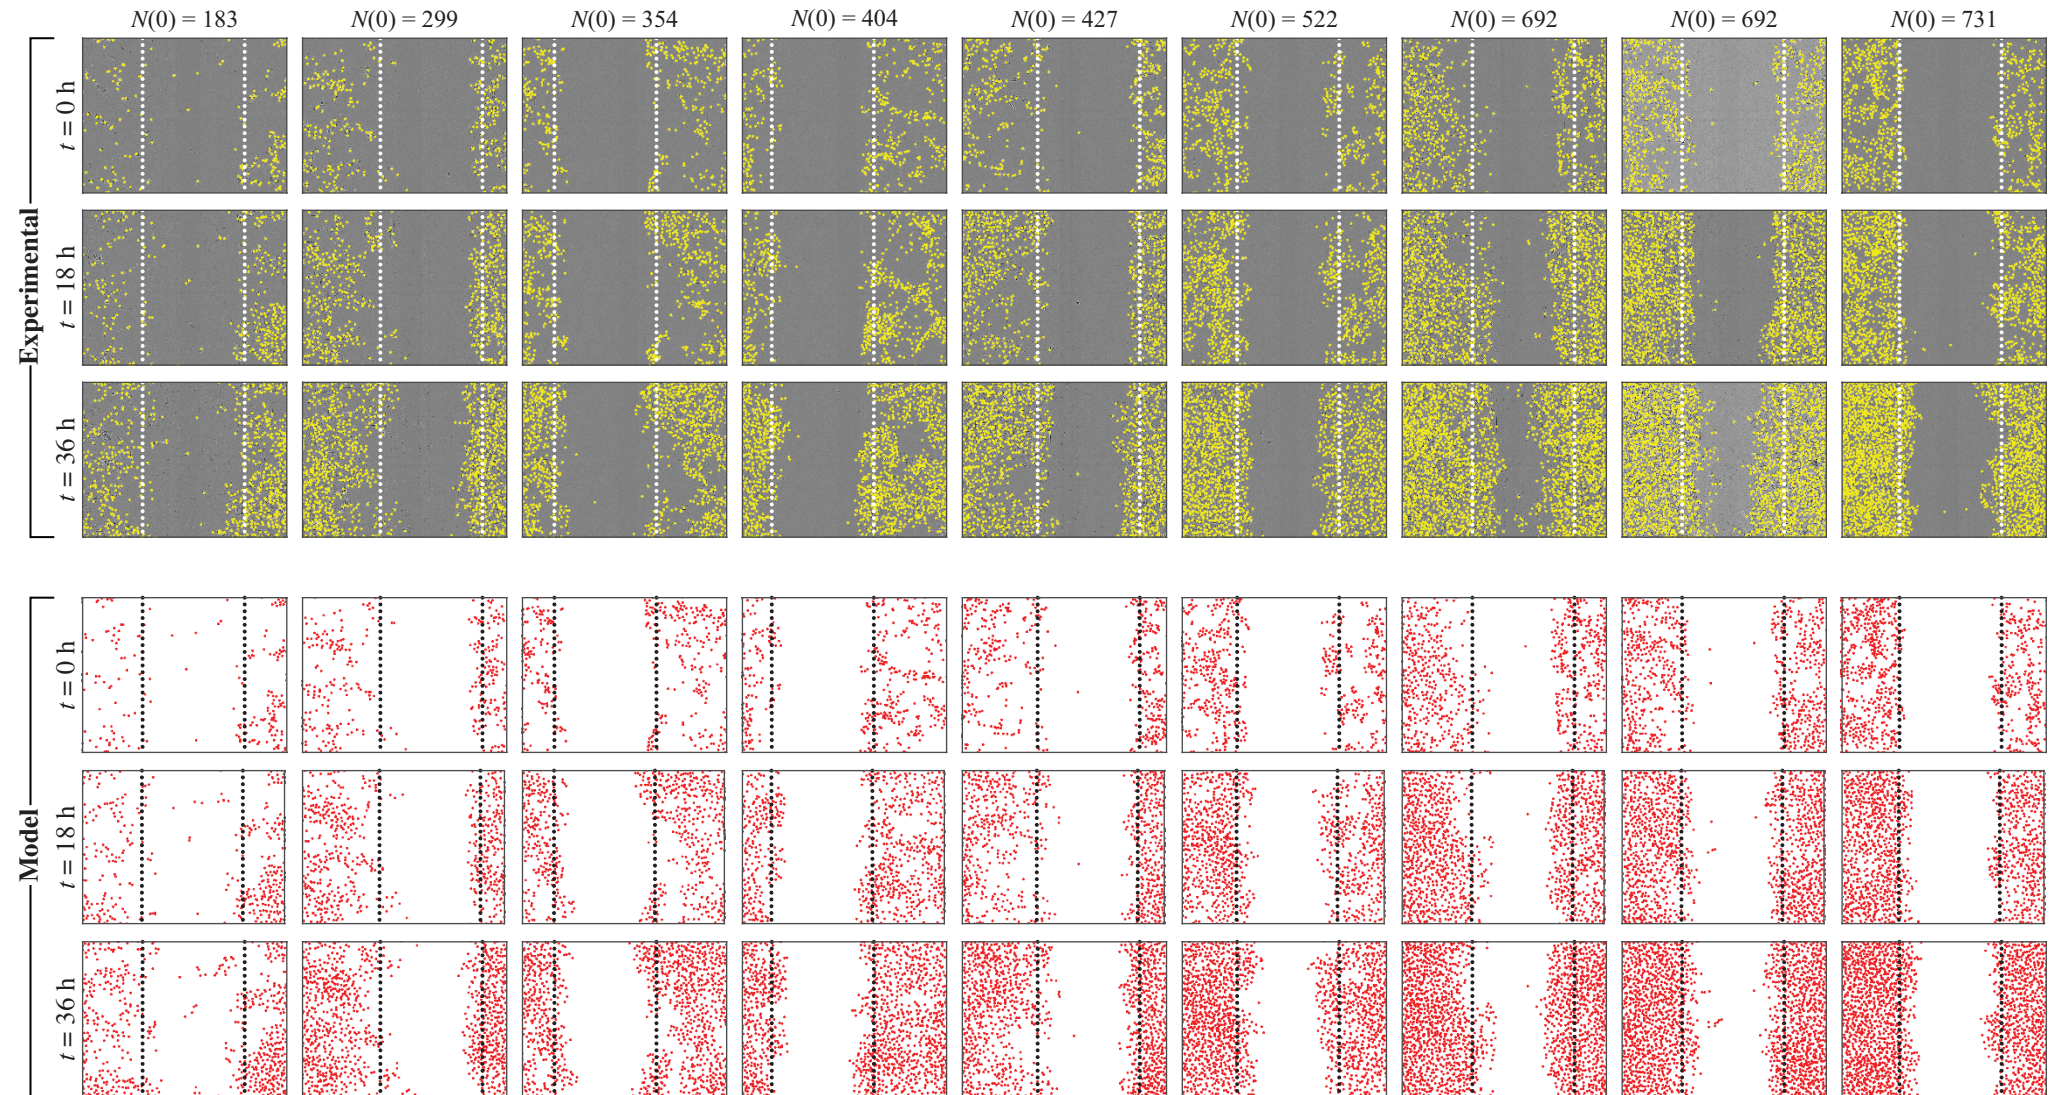 N(0) = 183 N(0) = 299 N(0) = 354 N(0) = 404 N(0) = 427 N(0) = 522 N(0) = 692 N(0) = 692 N(0) = 731
Experimental
t = 0 h
t = 18 h
t = 36 h
Model
t = 0 h
t = 18 h
t = 36 h